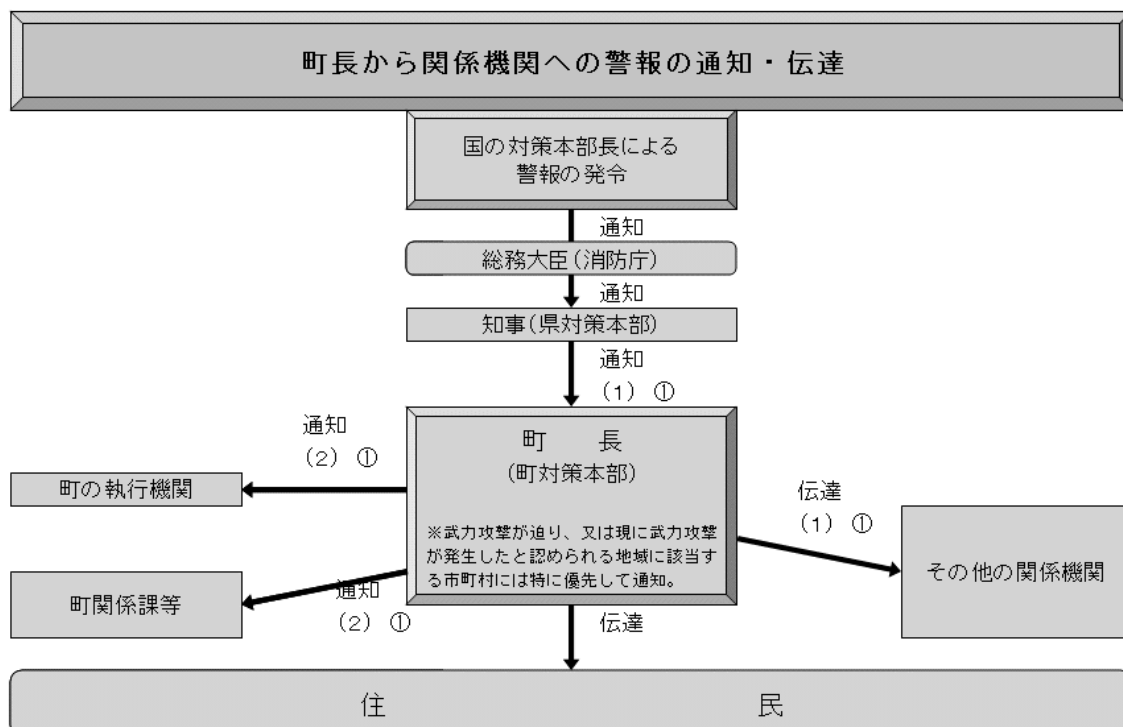 町長から関係機関への警報の通知・伝達
国の対策本部長による
警報の発令
通知
総務大臣(消防庁)
通知
知事(県対策本部)
通知
(1) ①
町　　長
(町対策本部)
※武力攻撃が迫り、又は現に武力攻撃
が発生したと認められる地域に該当す
る市町村には特に優先して通知。
通知
(2) ①
町の執行機関
通知
(2) ①
町関係課等
伝達
(1) ①
その他の関係機関
伝達
住　　　　民